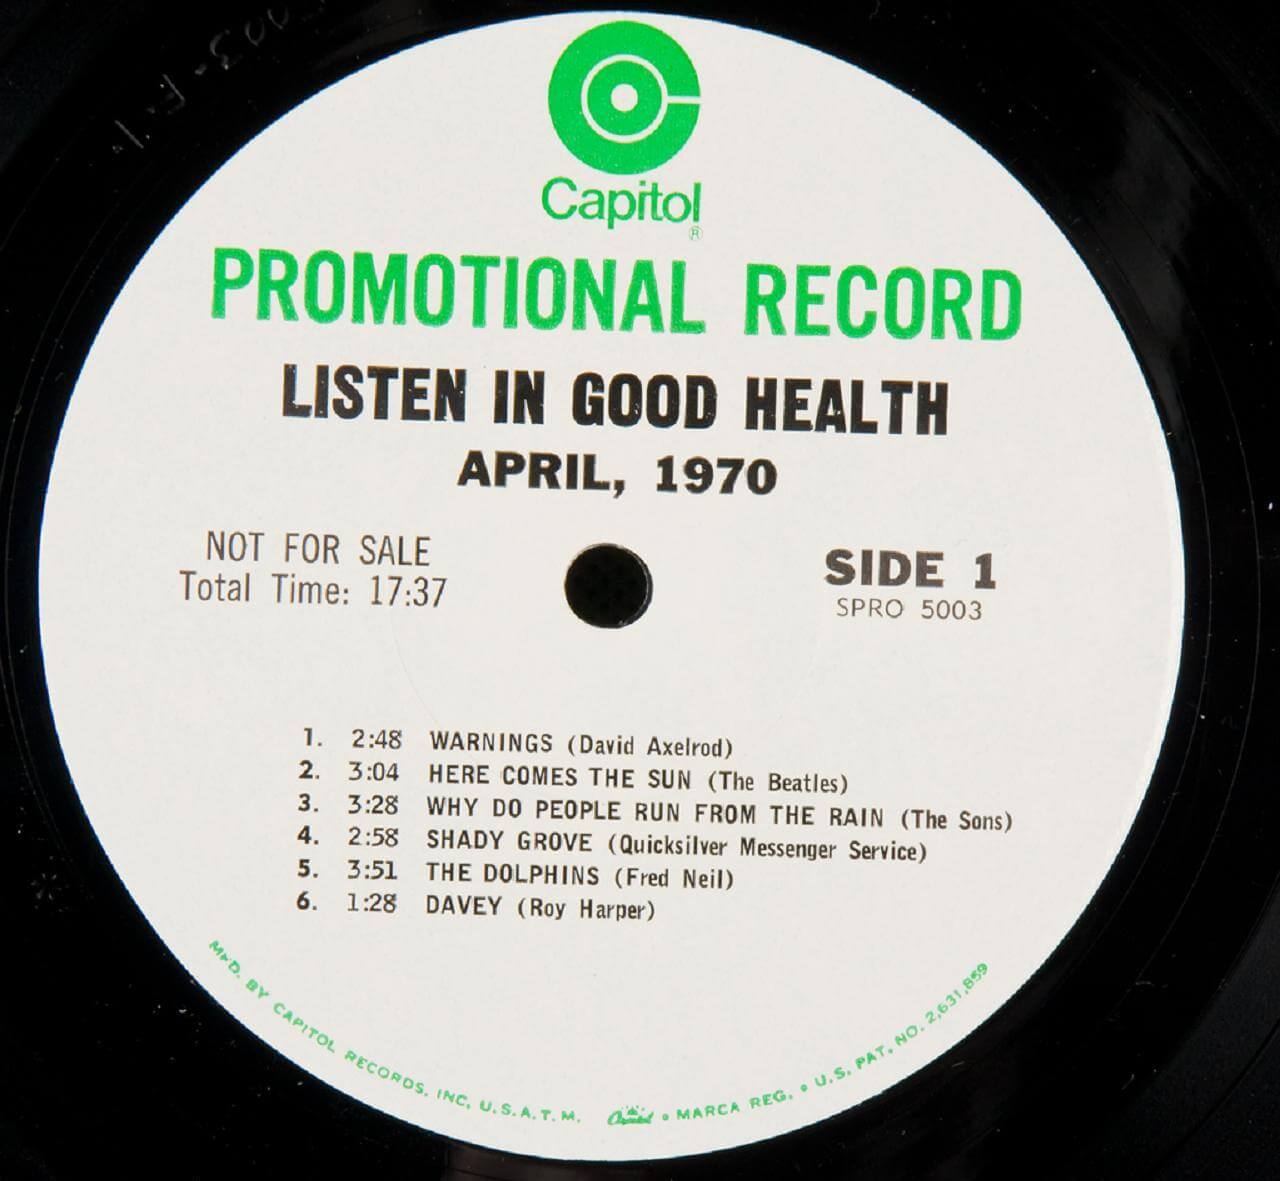 Capitol
®
PROMOTIONAL RECORD
LISTEN IN GOOD HEALTH
APRIL, 1970
NOT FOR SALE
Total Time: 17:37
SIDE 1
SPRO 5003
1. 2:48 WARNINGS (David Axelrod)
2. 3:04 HERE COMES THE SUN (The Beatles)
3. 3:28 WHY DO PEOPLE RUN FROM THE RAIN (The Sons)
4. 2:58 SHADY GROVE (Quicksilver Messenger Service)
5. 3:51 THE DOLPHINS (Fred Neil)
6. 1:28 DAVEY (Roy Harper)
MFD. BY CAPITOL RECORDS, INC, U.S.A. T.M. Capitol • MARCA REG. • U.S. PAT. NO. 2,631,859